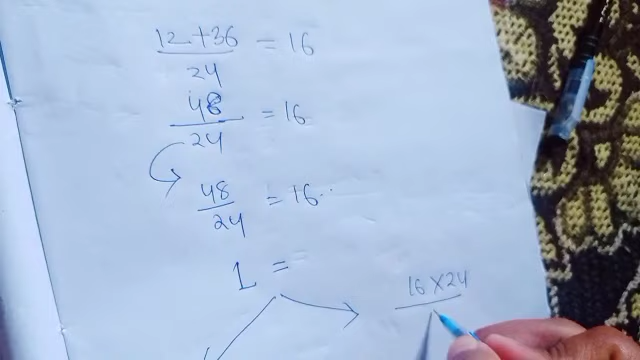 12+36 = 16
24
48 = 16
24
48 = 16..
24
1 =
16 x 24